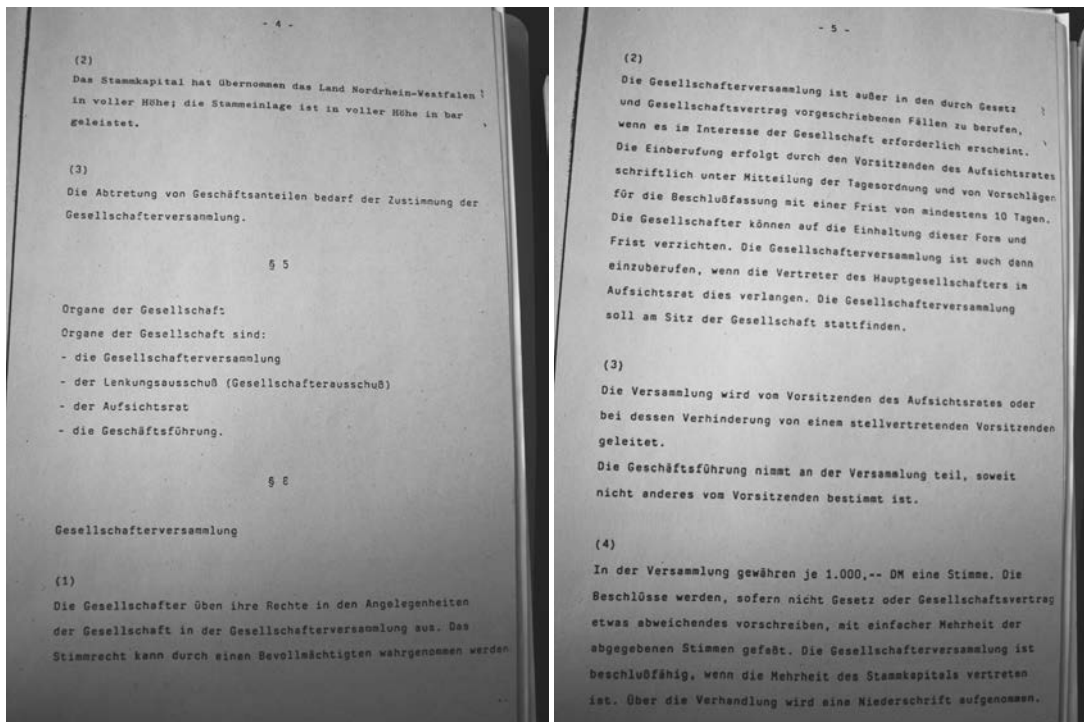 - 4 -
(2)
Das Stammkapital hat übernommen das Land Nordrhein-Westfalen
in voller Höhe; die Stammeinlage ist in voller Höhe in bar
geleistet.
(3)
Die Abtretung von Geschäftsanteilen bedarf der Zustimmung der
Gesellschafterversammlung.
§ 5
Organe der Gesellschaft
Organe der Gesellschaft sind:
- die Gesellschafterversammlung
- der Lenkungsausschuß (Gesellschafterausschuß)
- der Aufsichtsrat
- die Geschäftsführung.
§
Gesellschafterversammlung
(1)
Die Gesellschafter üben ihre Rechte in den Angelegenheiten
der Gesellschaft in der Gesellschafterversammlung aus. Das
Stimmrecht kann durch einen Bevollmächtigten wahrgenommen werden
- 5 -
(2)
Die Gesellschafterversammlung ist außer in den durch Gesetz
und Gesellschaftsvertrag vorgeschriebenen Fällen zu berufen,
wenn es im Interesse der Gesellschaft erforderlich erscheint.
Die Einberufung erfolgt durch den Vorsitzenden des Aufsichtsrates
schriftlich unter Mitteilung der Tagesordnung und von Vorschlägen
für die Beschlußfassung mit einer Frist von mindestens 10 Tagen.
Die Gesellschafter können auf die Einhaltung dieser Form und
Frist verzichten. Die Gesellschafterversammlung ist auch dann
einzuberufen, wenn die Vertreter des Hauptgesellschafters im
Aufsichtsrat dies verlangen. Die Gesellschafterversammlung
soll am Sitz der Gesellschaft stattfinden.
(3)
Die Versammlung wird vom Vorsitzenden des Aufsichtsrates oder
bei dessen Verhinderung von einem stellvertretenden Vorsitzenden
geleitet.
Die Geschäftsführung nimmt an der Versammlung teil, soweit
nicht anderes vom Vorsitzenden bestimmt ist.
(4)
In der Versammlung gewähren je 1.000,-- DM eine Stimme. Die
Beschlüsse werden, sofern nicht Gesetz oder Gesellschaftsvertrag
etwas abweichendes vorschreiben, mit einfacher Mehrheit der
abgegebenen Stimmen gefaßt. Die Gesellschafterversammlung ist
beschlußfähig, wenn die Mehrheit des Stammkapitals vertreten
ist. Über die Verhandlung wird eine Niederschrift aufgenommen.